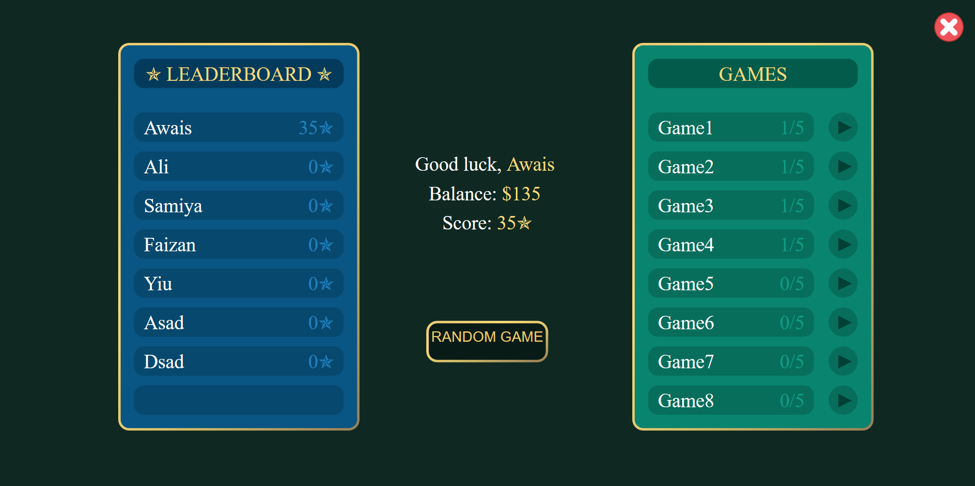 ✯ LEADERBOARD ✯
Awais 35✯
Ali 0✯
Samiya 0✯
Faizan 0✯
Yiu 0✯
Asad 0✯
Dsad 0✯
Good luck, Awais
Balance: $135
Score: 35✯
RANDOM GAME
GAMES
Game1 1/5
Game2 1/5
Game3 1/5
Game4 1/5
Game5 0/5
Game6 0/5
Game7 0/5
Game8 0/5